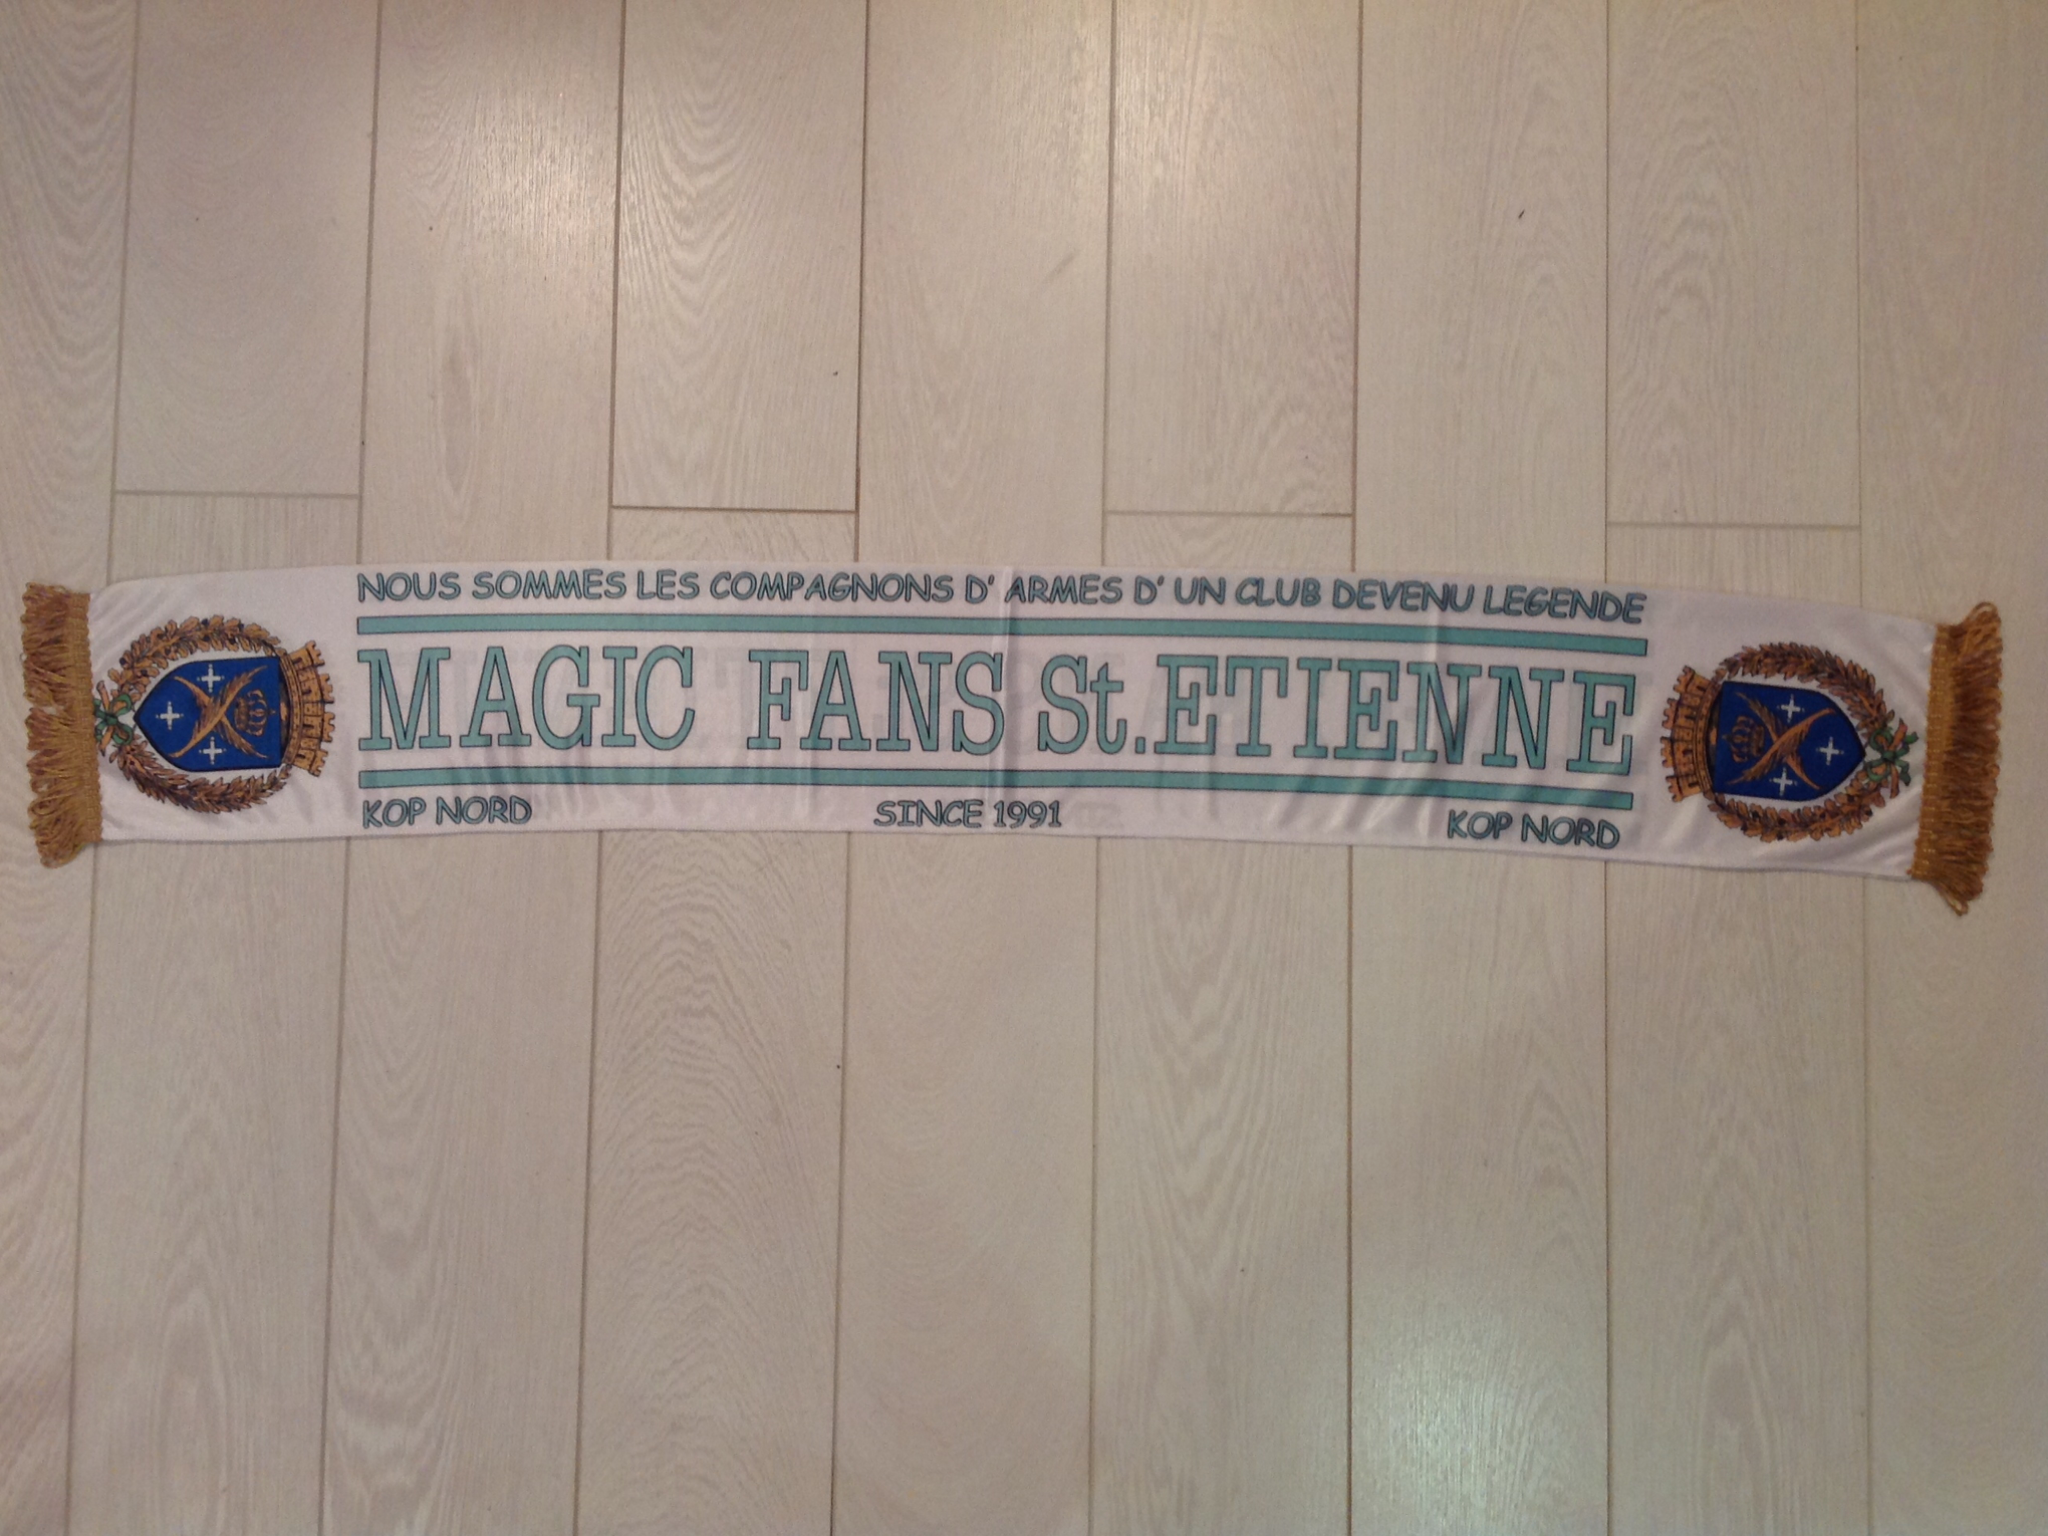 NOUS SOMMES LES COMPAGNONS D' ARMES D' UN CLUB DEVENU LEGENDE
MAGIC FANS St.ETIENNE
KOP NORD SINCE 1991 KOP NORD